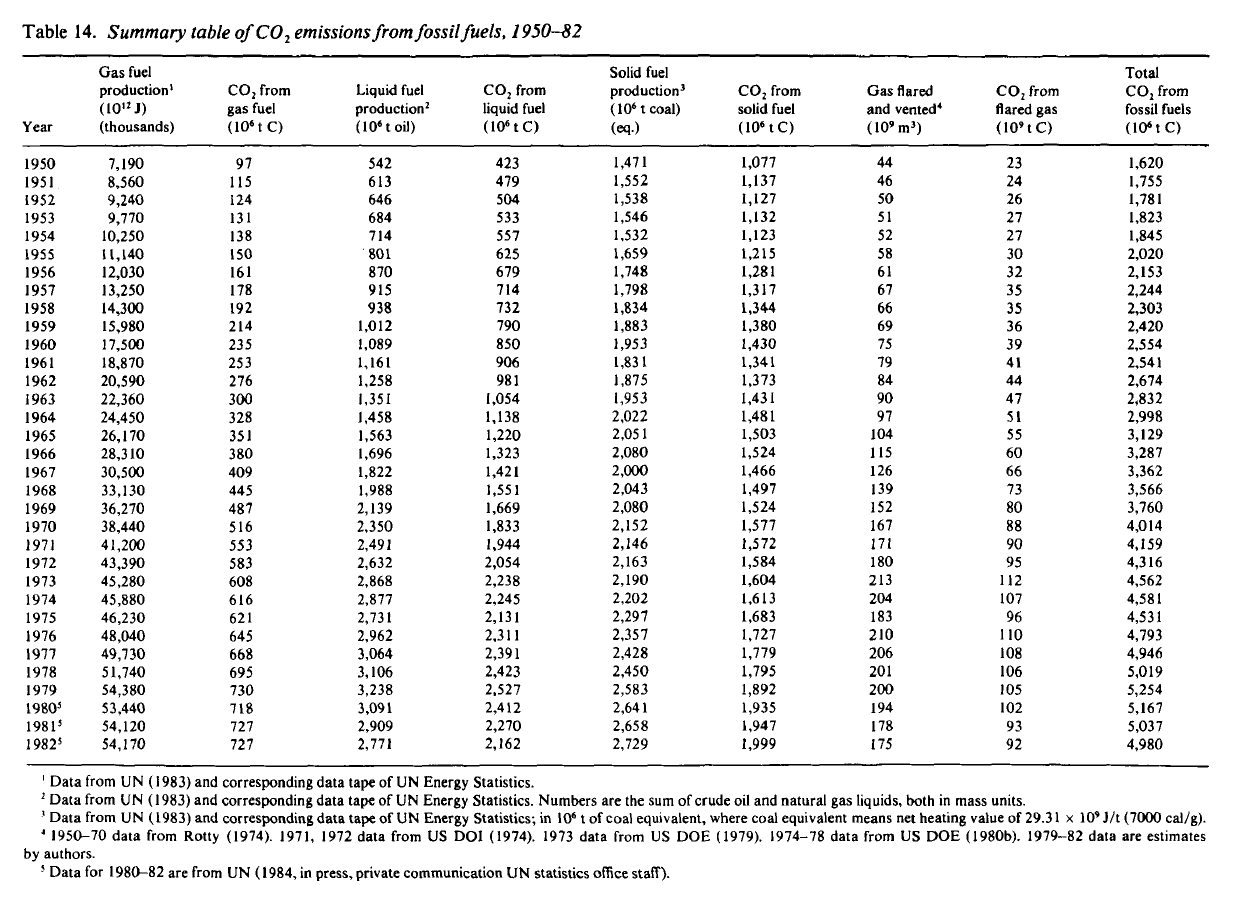 Table 14. Summary table of CO₂ emissions from fossil fuels, 1950–82
Gas fuel Solid fuel Total
production¹ CO₂ from Liquid fuel CO₂ from production³ CO₂ from Gas flared CO₂ from CO₂ from
(10¹² J) gas fuel production² liquid fuel (10⁶ t coal) solid fuel and vented⁴ flared gas fossil fuels
Year (thousands) (10⁶ t C) (10⁶ t oil) (10⁶ t C) (eq.) (10⁶ t C) (10⁹ m³) (10⁹ t C) (10⁶ t C)
1950 7,190 97 542 423 1,471 1,077 44 23 1,620
1951 8,560 115 613 479 1,552 1,137 46 24 1,755
1952 9,240 124 646 504 1,538 1,127 50 26 1,781
1953 9,770 131 684 533 1,546 1,132 51 27 1,823
1954 10,250 138 714 557 1,532 1,123 52 27 1,845
1955 11,140 150 801 625 1,659 1,215 58 30 2,020
1956 12,030 161 870 679 1,748 1,281 61 32 2,153
1957 13,250 178 915 714 1,798 1,317 67 35 2,244
1958 14,300 192 938 732 1,834 1,344 66 35 2,303
1959 15,980 214 1,012 790 1,883 1,380 69 36 2,420
1960 17,500 235 1,089 850 1,953 1,430 75 39 2,554
1961 18,870 253 1,161 906 1,831 1,341 79 41 2,541
1962 20,590 276 1,258 981 1,875 1,373 84 44 2,674
1963 22,360 300 1,351 1,054 1,953 1,431 90 47 2,832
1964 24,450 328 1,458 1,138 2,022 1,481 97 51 2,998
1965 26,170 351 1,563 1,220 2,051 1,503 104 55 3,129
1966 28,310 380 1,696 1,323 2,080 1,524 115 60 3,287
1967 30,500 409 1,822 1,421 2,000 1,466 126 66 3,362
1968 33,130 445 1,988 1,551 2,043 1,497 139 73 3,566
1969 36,270 487 2,139 1,669 2,080 1,524 152 80 3,760
1970 38,440 516 2,350 1,833 2,152 1,577 167 88 4,014
1971 41,200 553 2,491 1,944 2,146 1,572 171 90 4,159
1972 43,390 583 2,632 2,054 2,163 1,584 180 95 4,316
1973 45,280 608 2,868 2,238 2,190 1,604 213 112 4,562
1974 45,880 616 2,877 2,245 2,202 1,613 204 107 4,581
1975 46,230 621 2,731 2,131 2,297 1,683 183 96 4,531
1976 48,040 645 2,962 2,311 2,357 1,727 210 110 4,793
1977 49,730 668 3,064 2,391 2,428 1,779 206 108 4,946
1978 51,740 695 3,106 2,423 2,450 1,795 201 106 5,019
1979 54,380 730 3,238 2,527 2,583 1,892 200 105 5,254
1980⁵ 53,440 718 3,091 2,412 2,641 1,935 194 102 5,167
1981⁵ 54,120 727 2,909 2,270 2,658 1,947 178 93 5,037
1982⁵ 54,170 727 2,771 2,162 2,729 1,999 175 92 4,980
¹ Data from UN (1983) and corresponding data tape of UN Energy Statistics.
² Data from UN (1983) and corresponding data tape of UN Energy Statistics. Numbers are the sum of crude oil and natural gas liquids, both in mass units.
³ Data from UN (1983) and corresponding data tape of UN Energy Statistics; in 10⁶ t of coal equivalent, where coal equivalent means net heating value of 29.31 × 10⁹ J/t (7000 cal/g).
⁴ 1950–70 data from Rotty (1974). 1971, 1972 data from US DOI (1974). 1973 data from US DOE (1979). 1974–78 data from US DOE (1980b). 1979–82 data are estimates
by authors.
⁵ Data for 1980–82 are from UN (1984, in press, private communication UN statistics office staff).